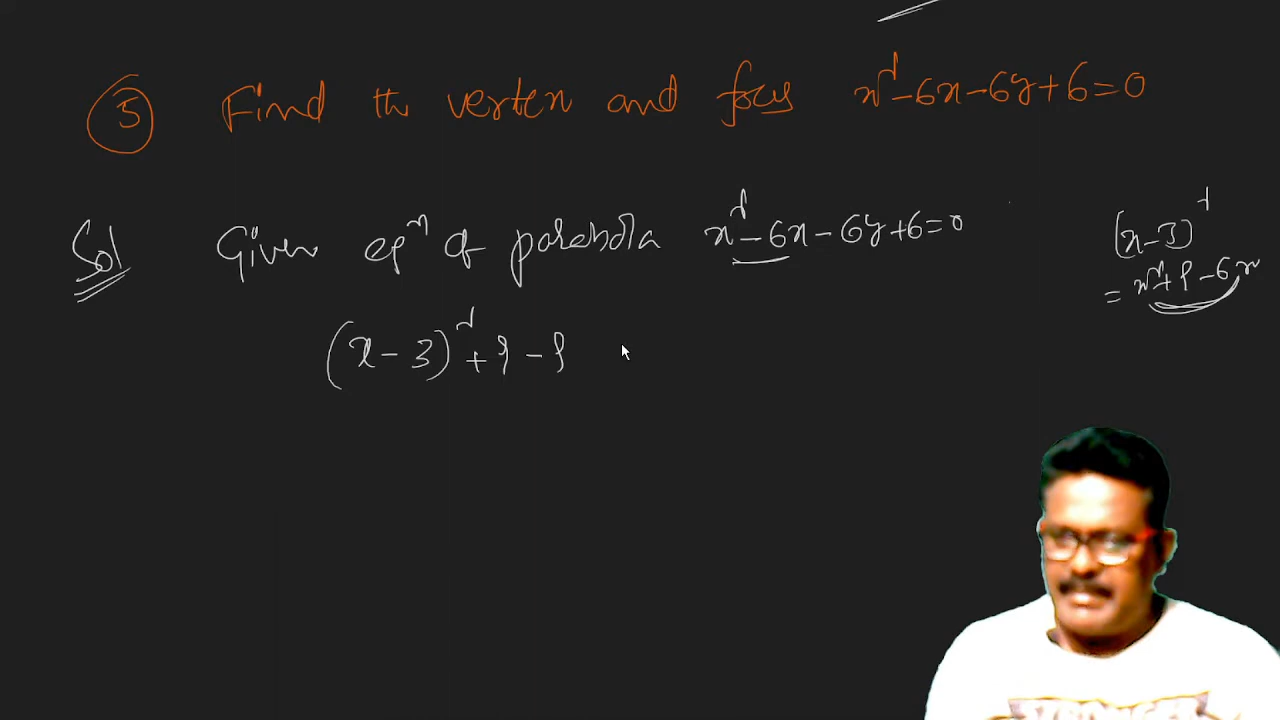 5 Find the vertex and focus x²-6x-6y+6=0
Sol Given eqⁿ of parabola x²-6x-6y+6=0
(x-3)²
= x²+9-6x
(x-3)²+9-9